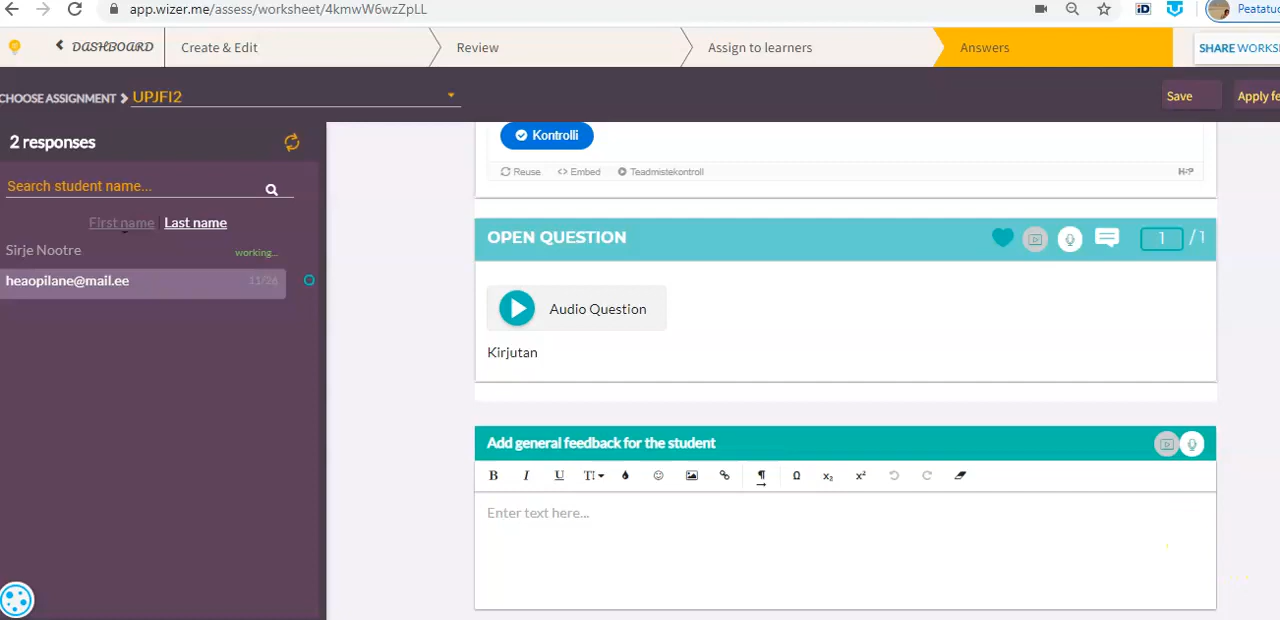 app.wizer.me/assess/worksheet/4kmwW6wzZpLL
iD
Peatatud
DASHBOARD
Create & Edit
Review
Assign to learners
Answers
SHARE WORKSH
CHOOSE ASSIGNMENT
UPJFI2
Save
Apply fe
2 responses
Search student name...
First name | Last name
Sirje Nootre
working...
heaopilane@mail.ee
11/26
Kontrolli
Reuse
<> Embed
Teadmistekontroll
H-P
OPEN QUESTION
1 / 1
Audio Question
Kirjutan
Add general feedback for the student
B I U T! ¶ Ω x₂ x²
Enter text here...